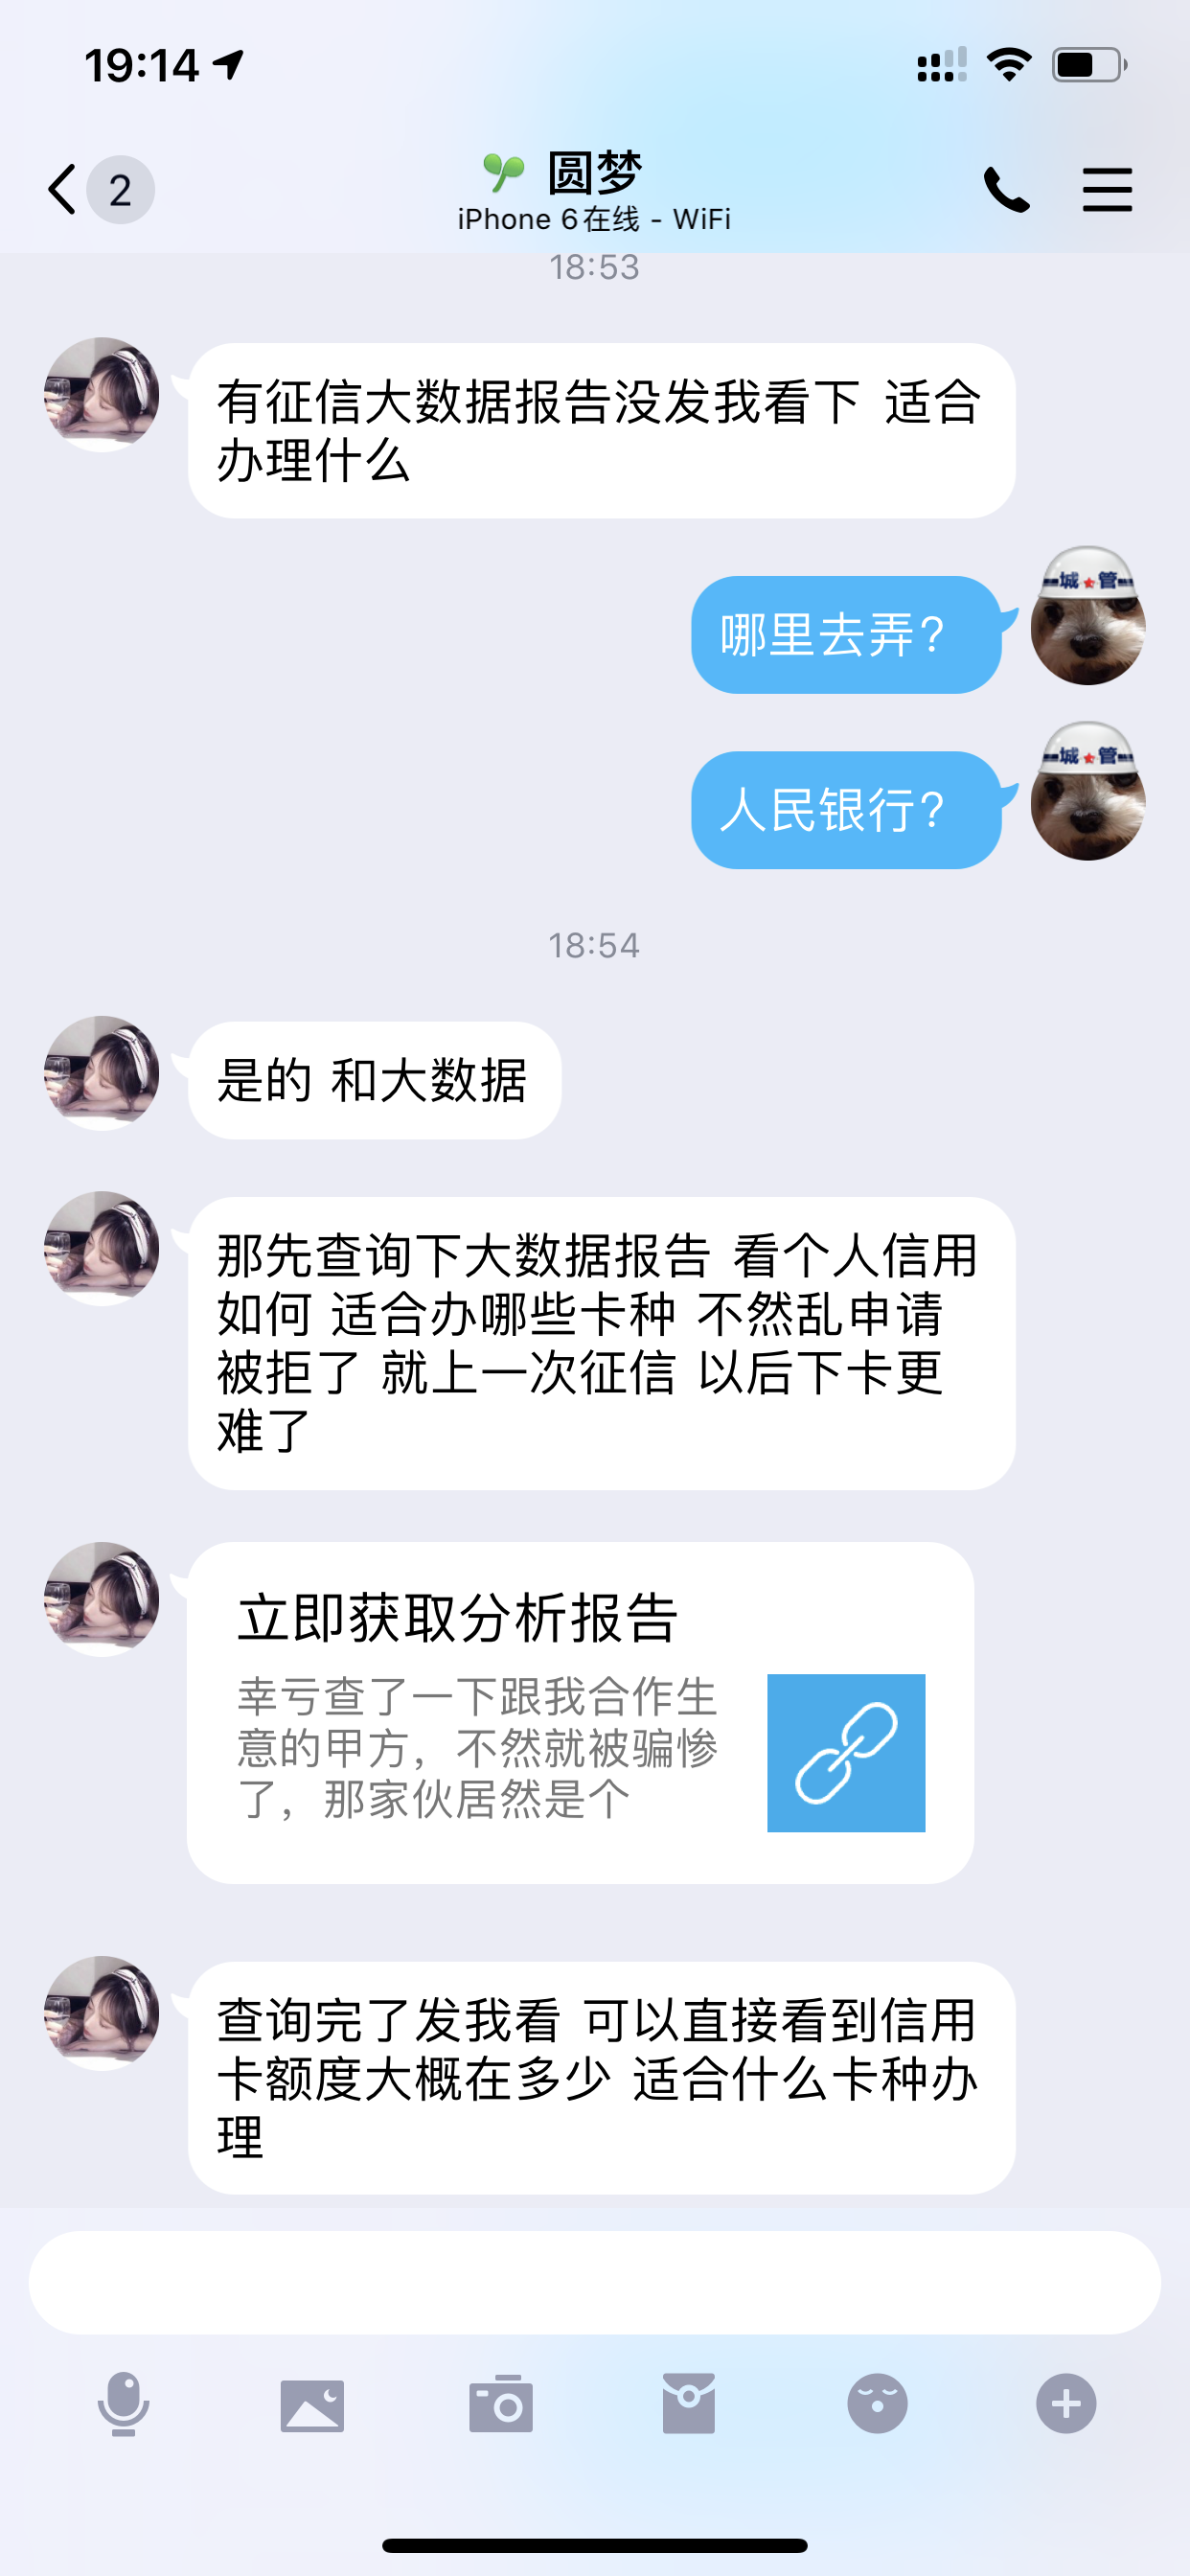 19:14
2
圆梦
iPhone 6在线 - WiFi
18:53
有征信大数据报告没发我看下 适合
办理什么
城★管
哪里去弄?
城★管
人民银行?
18:54
是的 和大数据
那先查询下大数据报告 看个人信用
如何 适合办哪些卡种 不然乱申请
被拒了 就上一次征信 以后下卡更
难了
立即获取分析报告
幸亏查了一下跟我合作生
意的甲方，不然就被骗惨
了，那家伙居然是个
查询完了发我看 可以直接看到信用
卡额度大概在多少 适合什么卡种办
理